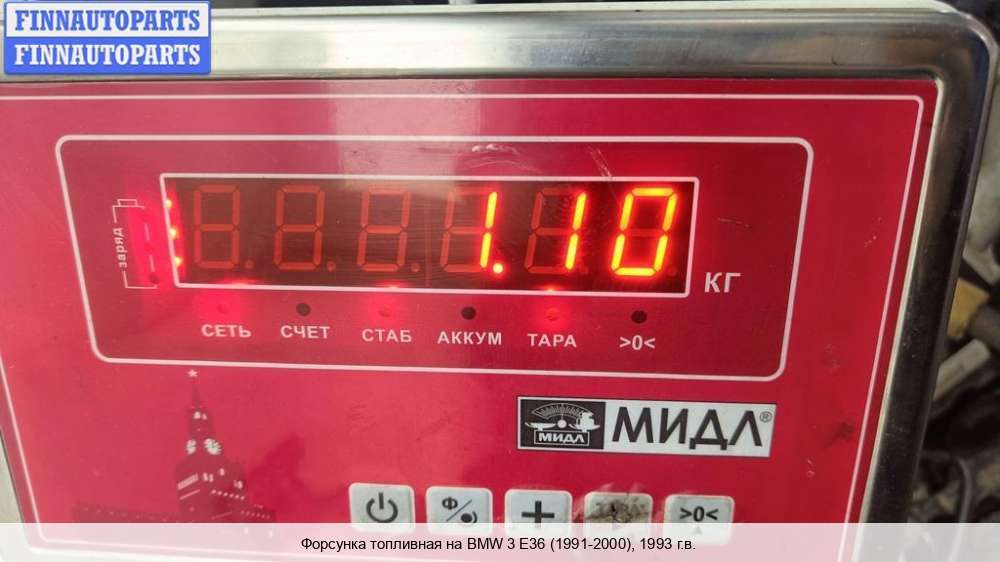 FINNAUTOPARTS
FINNAUTOPARTS
заряд
1.10
КГ
СЕТЬ СЧЕТ СТАБ АККУМ ТАРА >0<
МИДЛ МИДЛ®
Ф + >0<
Форсунка топливная на BMW 3 E36 (1991-2000), 1993 г.в.